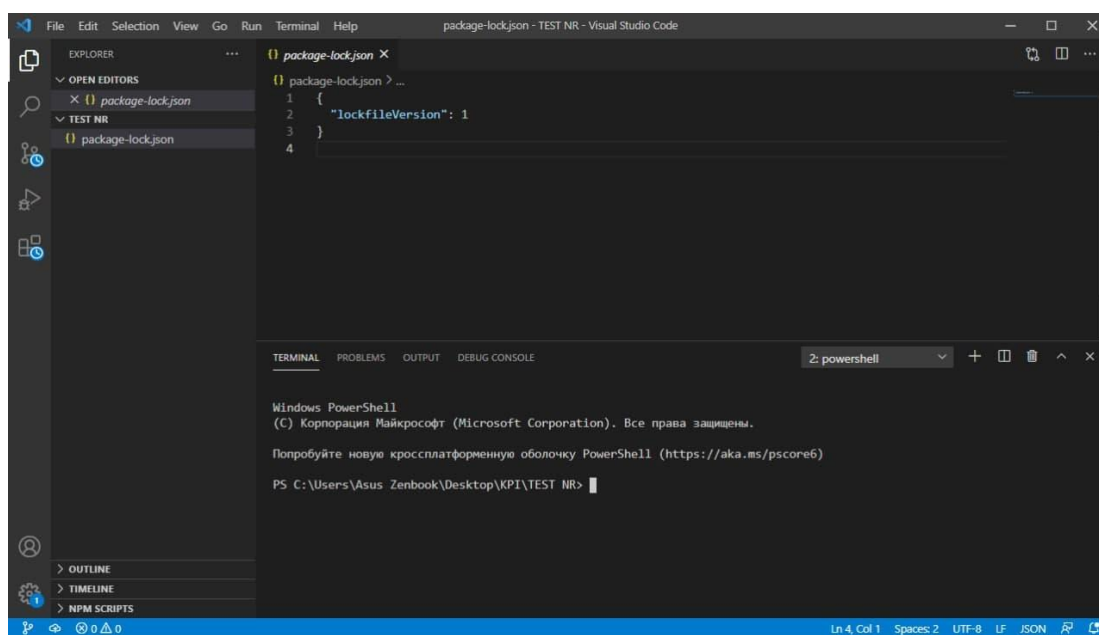 File Edit Selection View Go Run Terminal Help
package-lock.json - TEST NR - Visual Studio Code
EXPLORER
OPEN EDITORS
{} package-lock.json
TEST NR
{} package-lock.json
OUTLINE
TIMELINE
NPM SCRIPTS
{} package-lock.json
{} package-lock.json > ...
1 {
2 "lockfileVersion": 1
3 }
4
TERMINAL PROBLEMS OUTPUT DEBUG CONSOLE
2: powershell
Windows PowerShell
(C) Корпорация Майкрософт (Microsoft Corporation). Все права защищены.
Попробуйте новую кроссплатформенную оболочку PowerShell (https://aka.ms/pscore6)
PS C:\Users\Asus Zenbook\Desktop\KPI\TEST NR>
1
0 0
Ln 4, Col 1 Spaces: 2 UTF-8 LF JSON